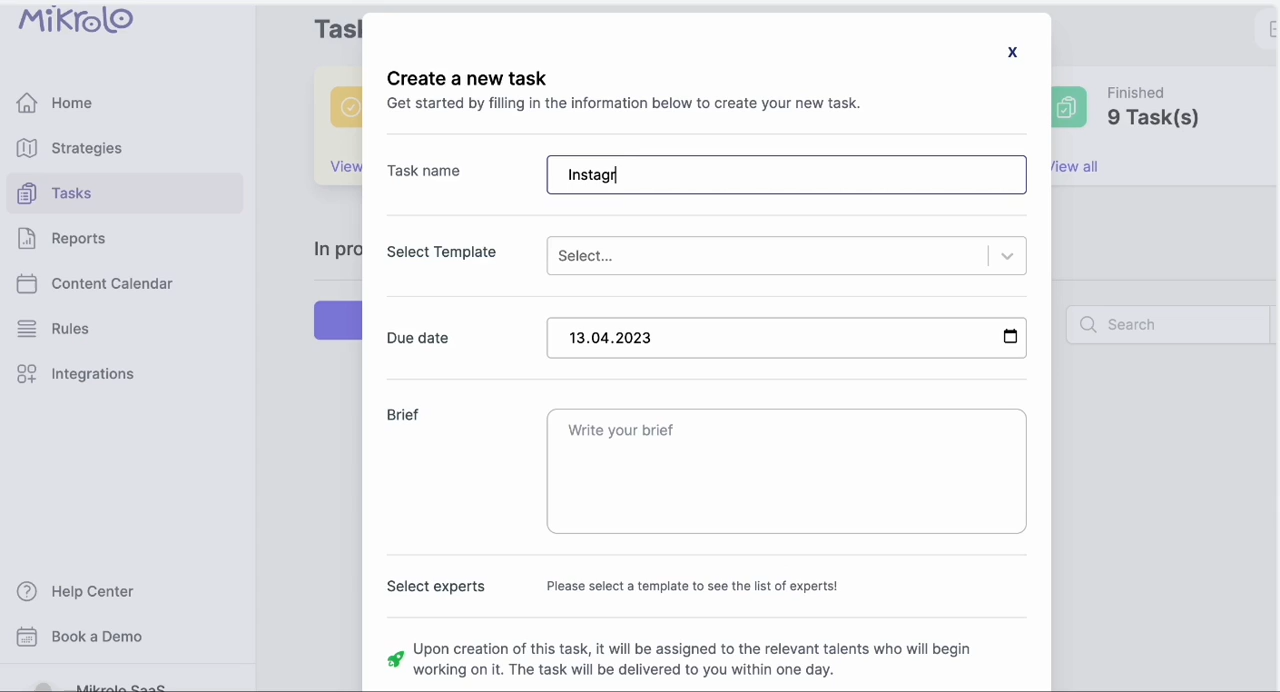 Mikrolo
Home
Strategies
Tasks
Reports
Content Calendar
Rules
Integrations
Help Center
Book a Demo
Mikrolo SaaS
View
In pro
Create a new task
Get started by filling in the information below to create your new task.
X
Task name
Instagr
Select Template
Select...
Due date
13.04.2023
Brief
Write your brief
Select experts
Please select a template to see the list of experts!
Upon creation of this task, it will be assigned to the relevant talents who will begin
working on it. The task will be delivered to you within one day.
Finished
9 Task(s)
View all
Search